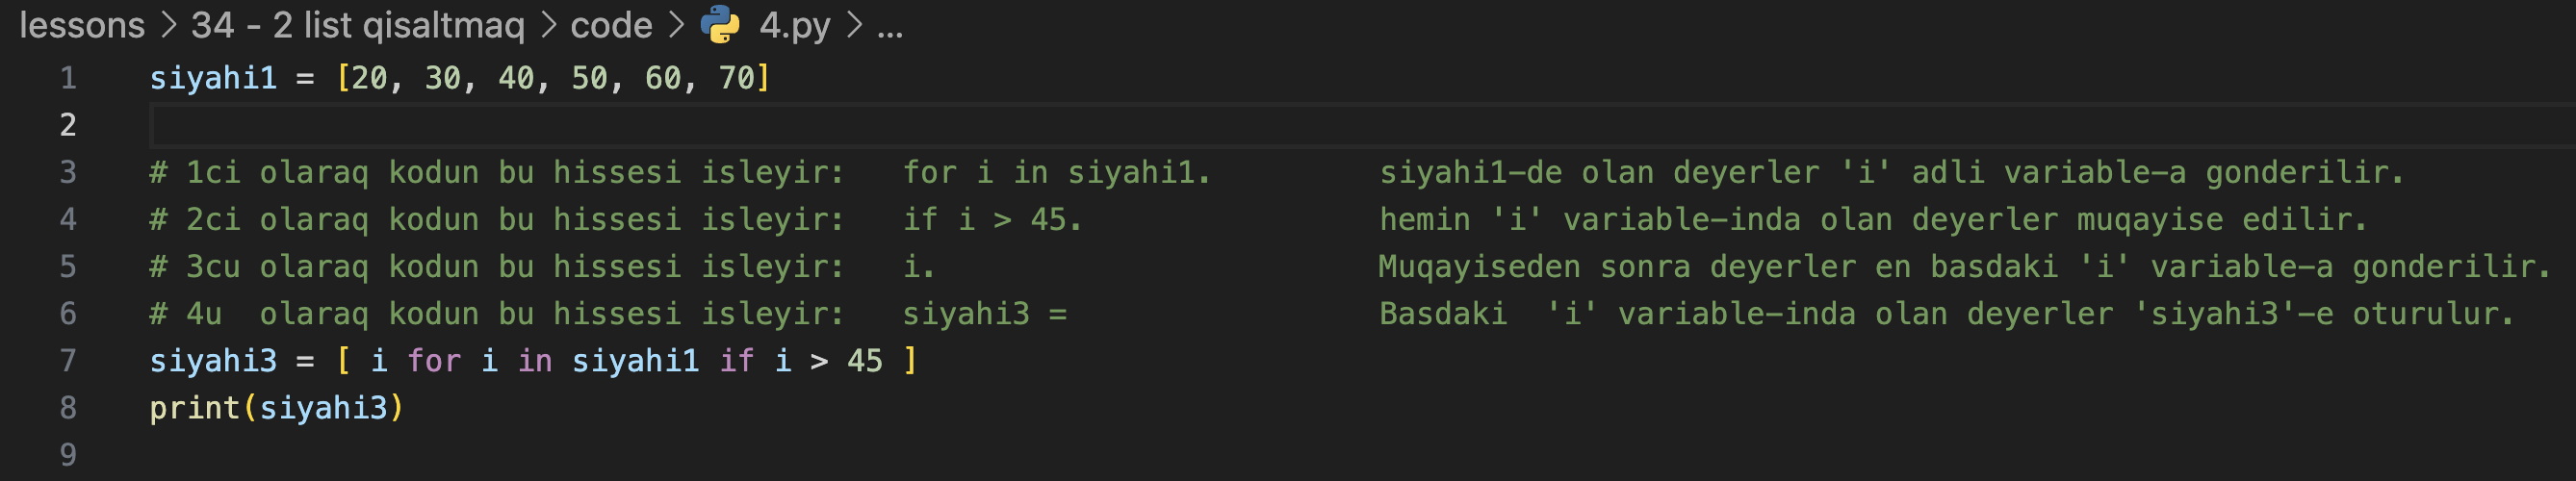 lessons > 34 - 2 list qisaltmaq > code > 4.py > ...
1 siyahi1 = [20, 30, 40, 50, 60, 70]
2
3 # 1ci olaraq kodun bu hissesi isleyir:   for i in siyahi1.         siyahi1-de olan deyerler 'i' adli variable-a gonderilir.
4 # 2ci olaraq kodun bu hissesi isleyir:   if i > 45.                hemin 'i' variable-inda olan deyerler muqayise edilir.
5 # 3cu olaraq kodun bu hissesi isleyir:   i.                        Muqayiseden sonra deyerler en basdaki 'i' variable-a gonderilir.
6 # 4u  olaraq kodun bu hissesi isleyir:   siyahi3 =                 Basdaki  'i' variable-inda olan deyerler 'siyahi3'-e oturulur.
7 siyahi3 = [ i for i in siyahi1 if i > 45 ]
8 print(siyahi3)
9